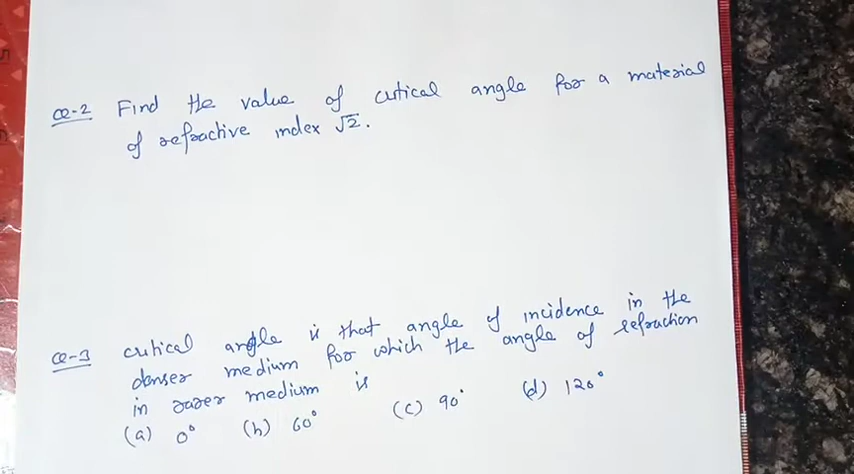 Q-2 Find the value of critical angle for a material
of refractive index √2.
Q-3 critical angle is that angle of incidence in the
denser medium for which the angle of refraction
in rarer medium is
(a) 0° (b) 60° (c) 90° (d) 120°